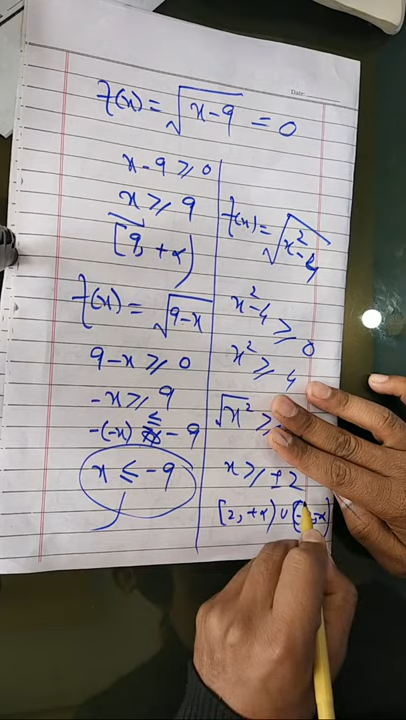 Date:
f(x) = √x-9 = 0
x-9 ≥ 0
x ≥ 9
[9, +∝)
f(x) = √9-x
9-x ≥ 0
-x ≥ 9
≤
-(-x) -9
x ≤ -9
f(x) = √x²-4
x²-4 ≥ 0
x² ≥ 4
√x² ≥
x ≥ ±2
[2, +∝) ∪